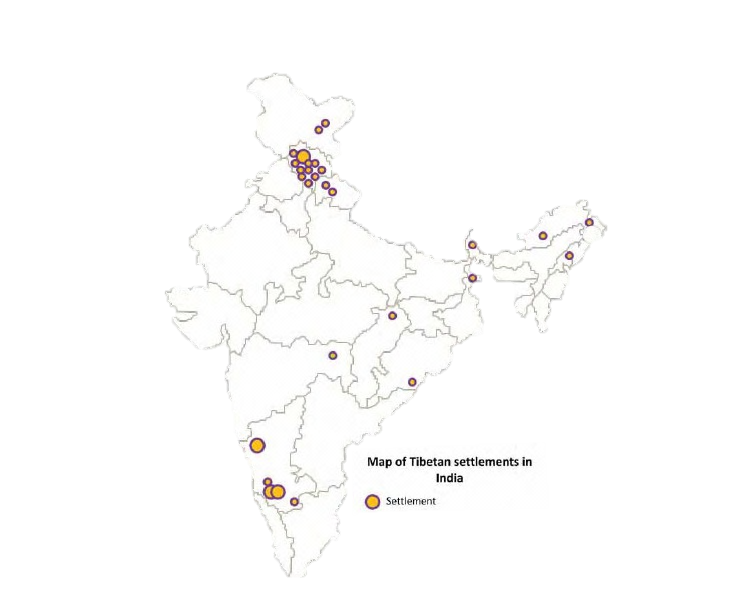 Map of Tibetan settlements in
India
Settlement